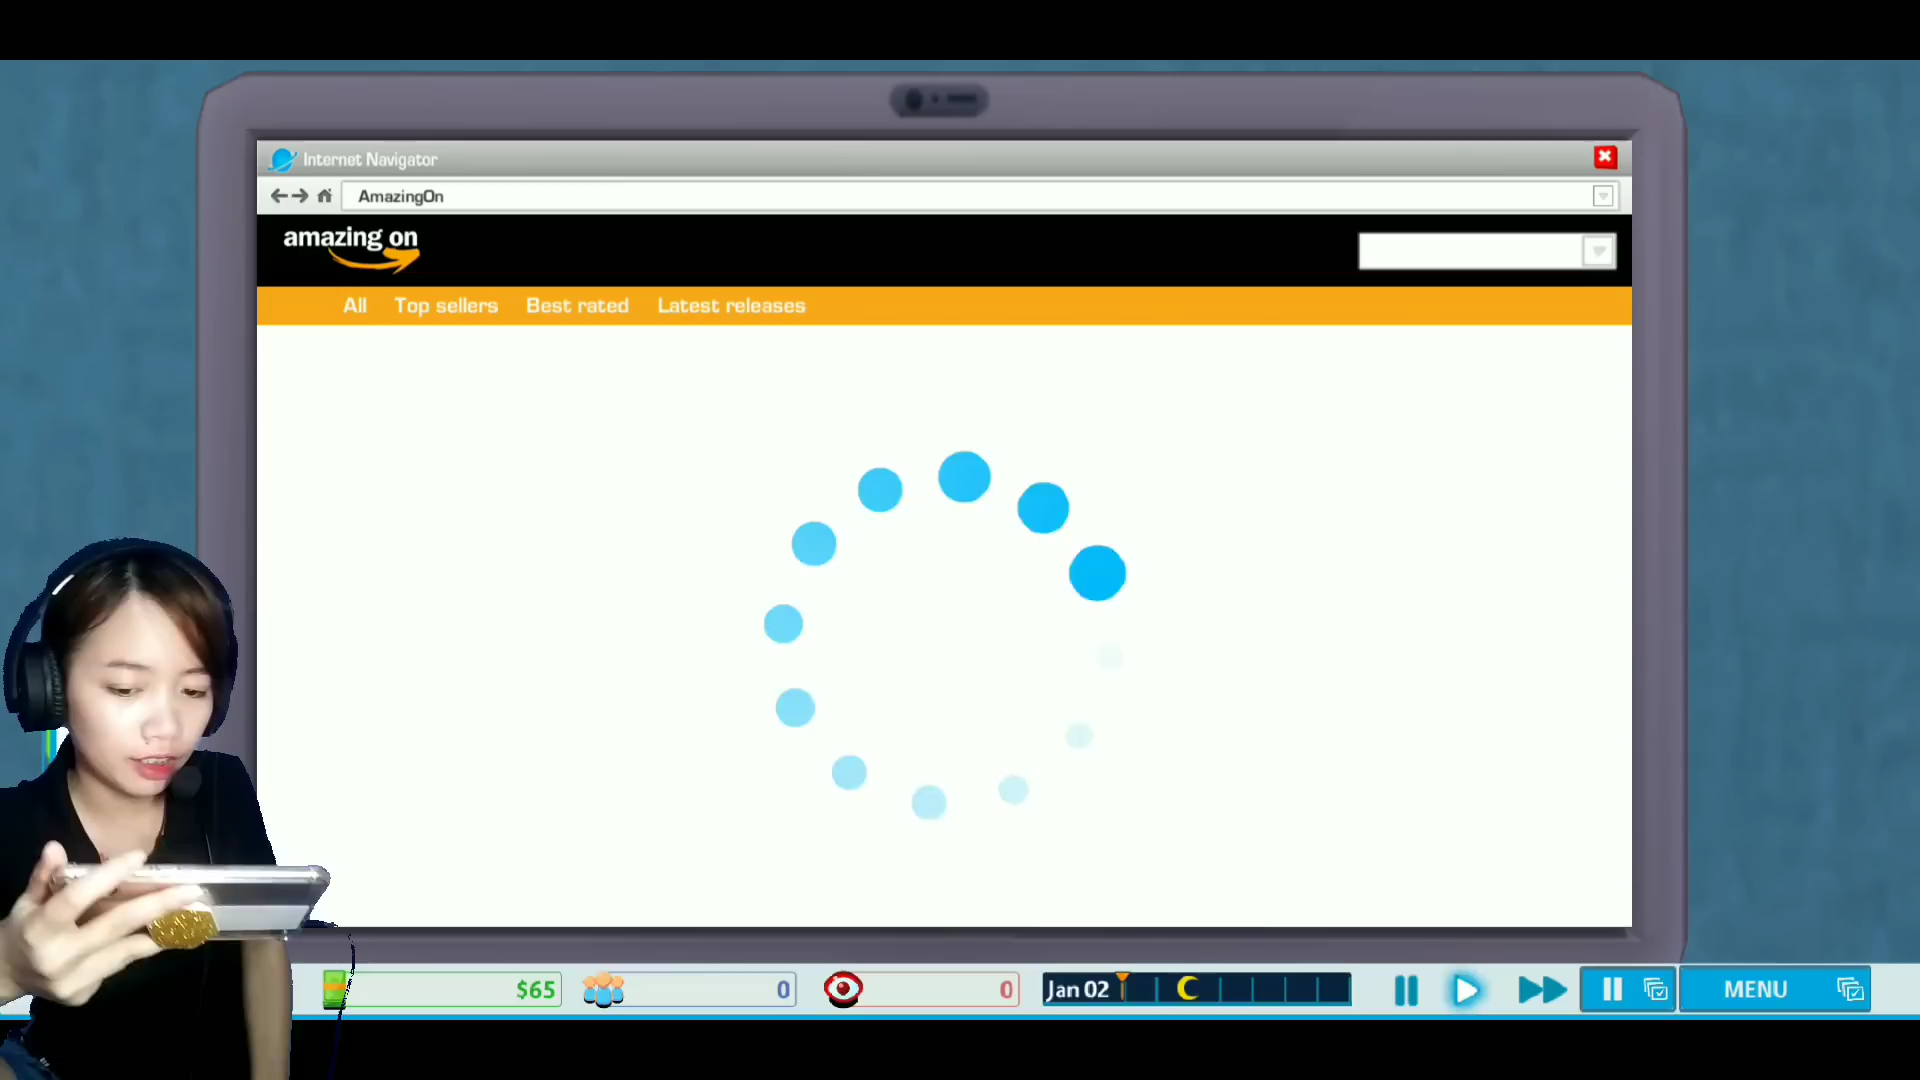 Internet Navigator
AmazingOn
amazing on
All Top sellers Best rated Latest releases
$65 0 0 Jan 02 MENU